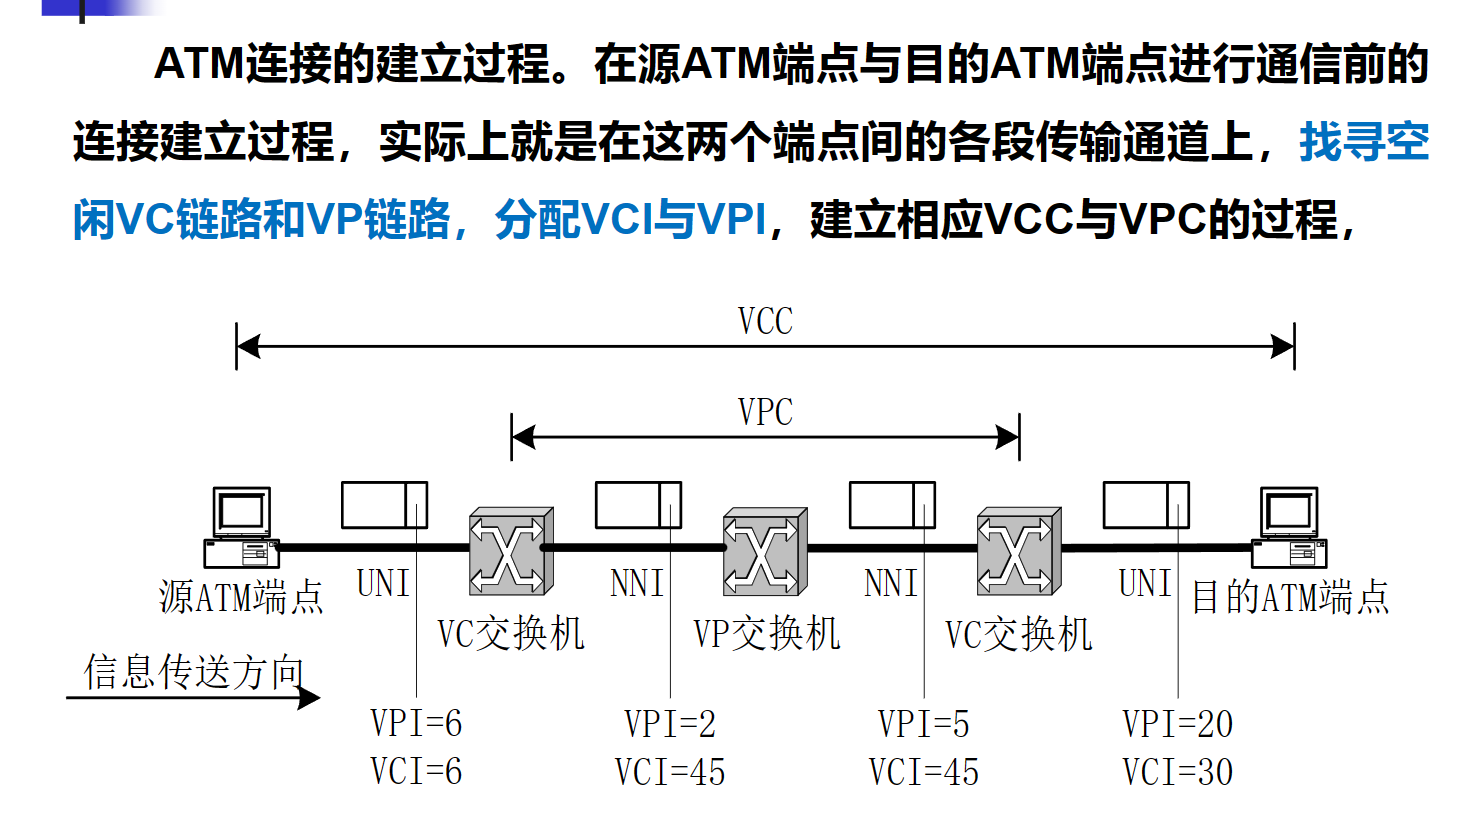 ATM连接的建立过程。在源ATM端点与目的ATM端点进行通信前的
连接建立过程，实际上就是在这两个端点间的各段传输通道上，找寻空
闲VC链路和VP链路，分配VCI与VPI，建立相应VCC与VPC的过程，
VCC
VPC
UNI
NNI
NNI
UNI
源ATM端点
VC交换机
VP交换机
VC交换机
目的ATM端点
信息传送方向
VPI=6
VCI=6
VPI=2
VCI=45
VPI=5
VCI=45
VPI=20
VCI=30